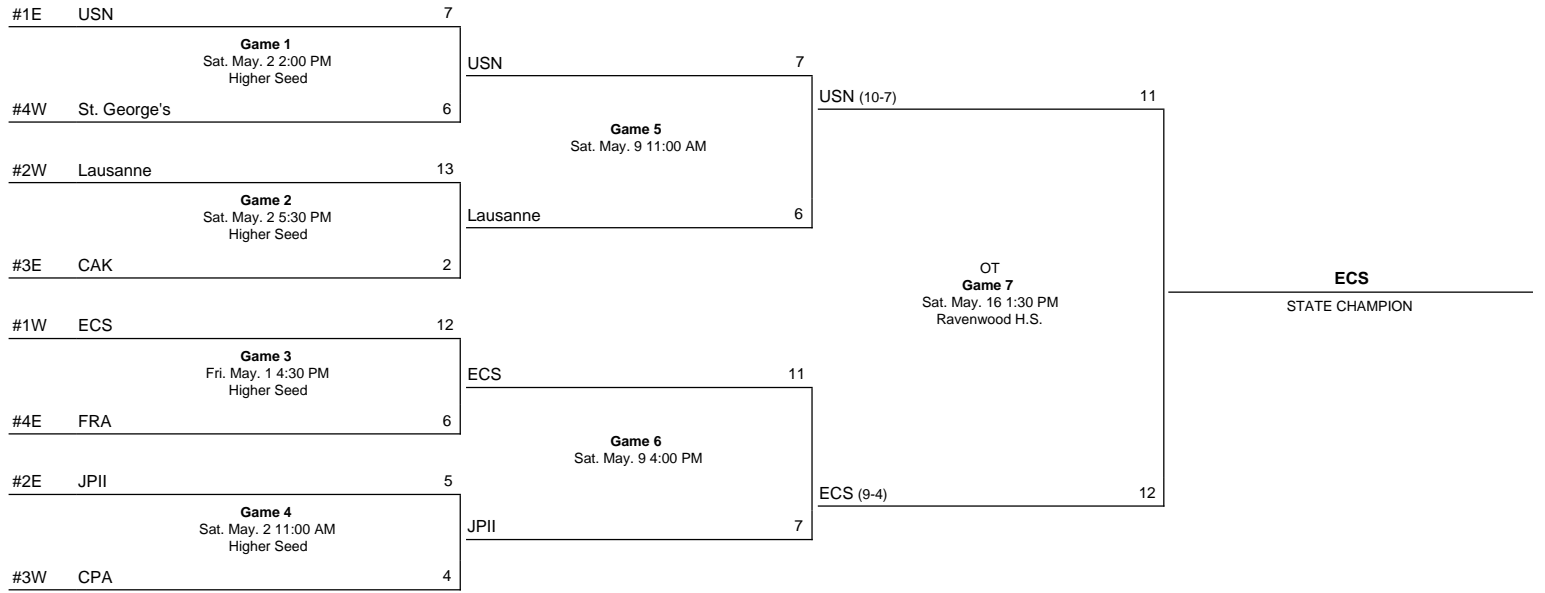 #1E USN 7
Game 1
Sat. May. 2 2:00 PM
Higher Seed
#4W St. George's 6
#2W Lausanne 13
Game 2
Sat. May. 2 5:30 PM
Higher Seed
#3E CAK 2
#1W ECS 12
Game 3
Fri. May. 1 4:30 PM
Higher Seed
#4E FRA 6
#2E JPII 5
Game 4
Sat. May. 2 11:00 AM
Higher Seed
#3W CPA 4
USN 7
Game 5
Sat. May. 9 11:00 AM
Lausanne 6
ECS 11
Game 6
Sat. May. 9 4:00 PM
JPII 7
USN (10-7) 11
OT
Game 7
Sat. May. 16 1:30 PM
Ravenwood H.S.
ECS (9-4) 12
ECS
STATE CHAMPION